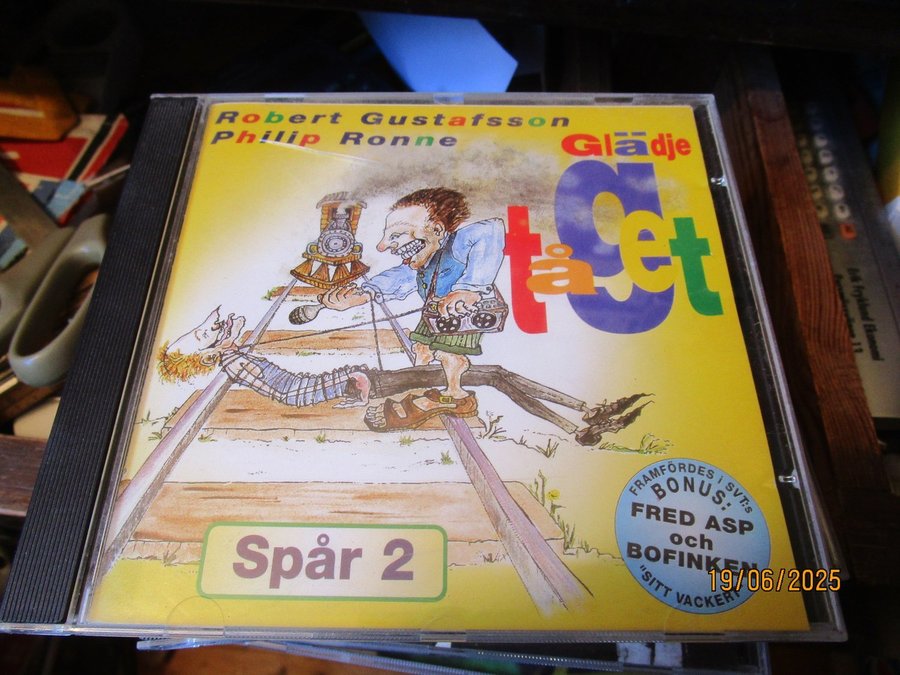 Robert Gustafsson
Philip Ronne
Glädje
tåget
Spår 2
FRAMFÖRDES I SVT:s
BONUS:
FRED ASP
och
BOFINKEN
"SITT VACKERT"
19/06/2025